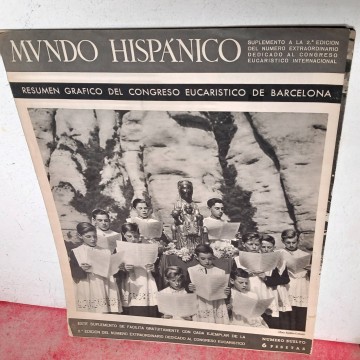 MVNDO HISPÁNICO
SUPLEMENTO A LA 2.ª EDICION
DEL NUMERO EXTRAORDINARIO
DEDICADO AL CONGRESO
EUCARISTICO INTERNACIONAL
RESUMEN GRAFICO DEL CONGRESO EUCARISTICO DE BARCELONA
ESTE SUPLEMENTO SE FACILITA GRATUITAMENTE CON CADA EJEMPLAR DE LA
2.ª EDICION DEL NUMERO EXTRAORDINARIO DEDICADO AL CONGRESO EUCARISTICO
NUMERO SUELTO
6 PESETAS